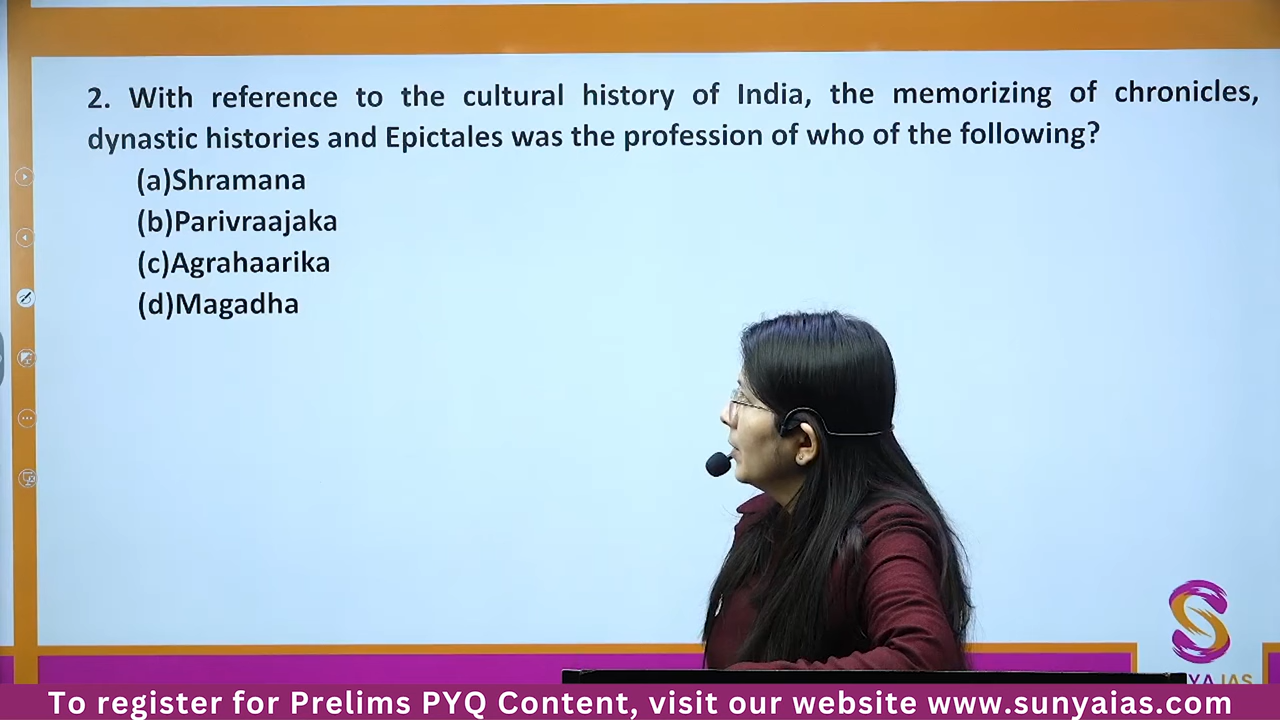 2. With reference to the cultural history of India, the memorizing of chronicles,
dynastic histories and Epictales was the profession of who of the following?
(a)Shramana
(b)Parivraajaka
(c)Agrahaarika
(d)Magadha
YA IAS
To register for Prelims PYQ Content, visit our website www.sunyaias.com